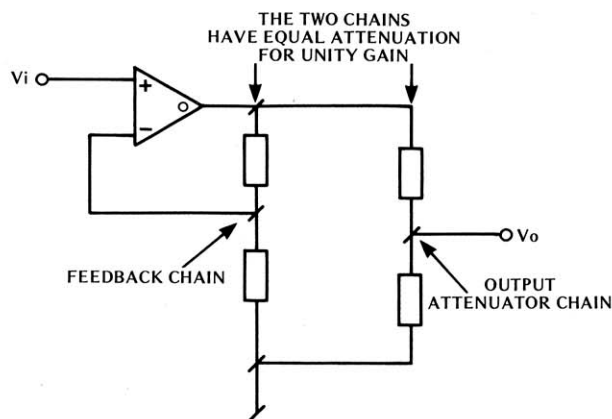 THE TWO CHAINS
HAVE EQUAL ATTENUATION
FOR UNITY GAIN
Vi
+
−
O
FEEDBACK CHAIN
Vo
OUTPUT
ATTENUATOR CHAIN